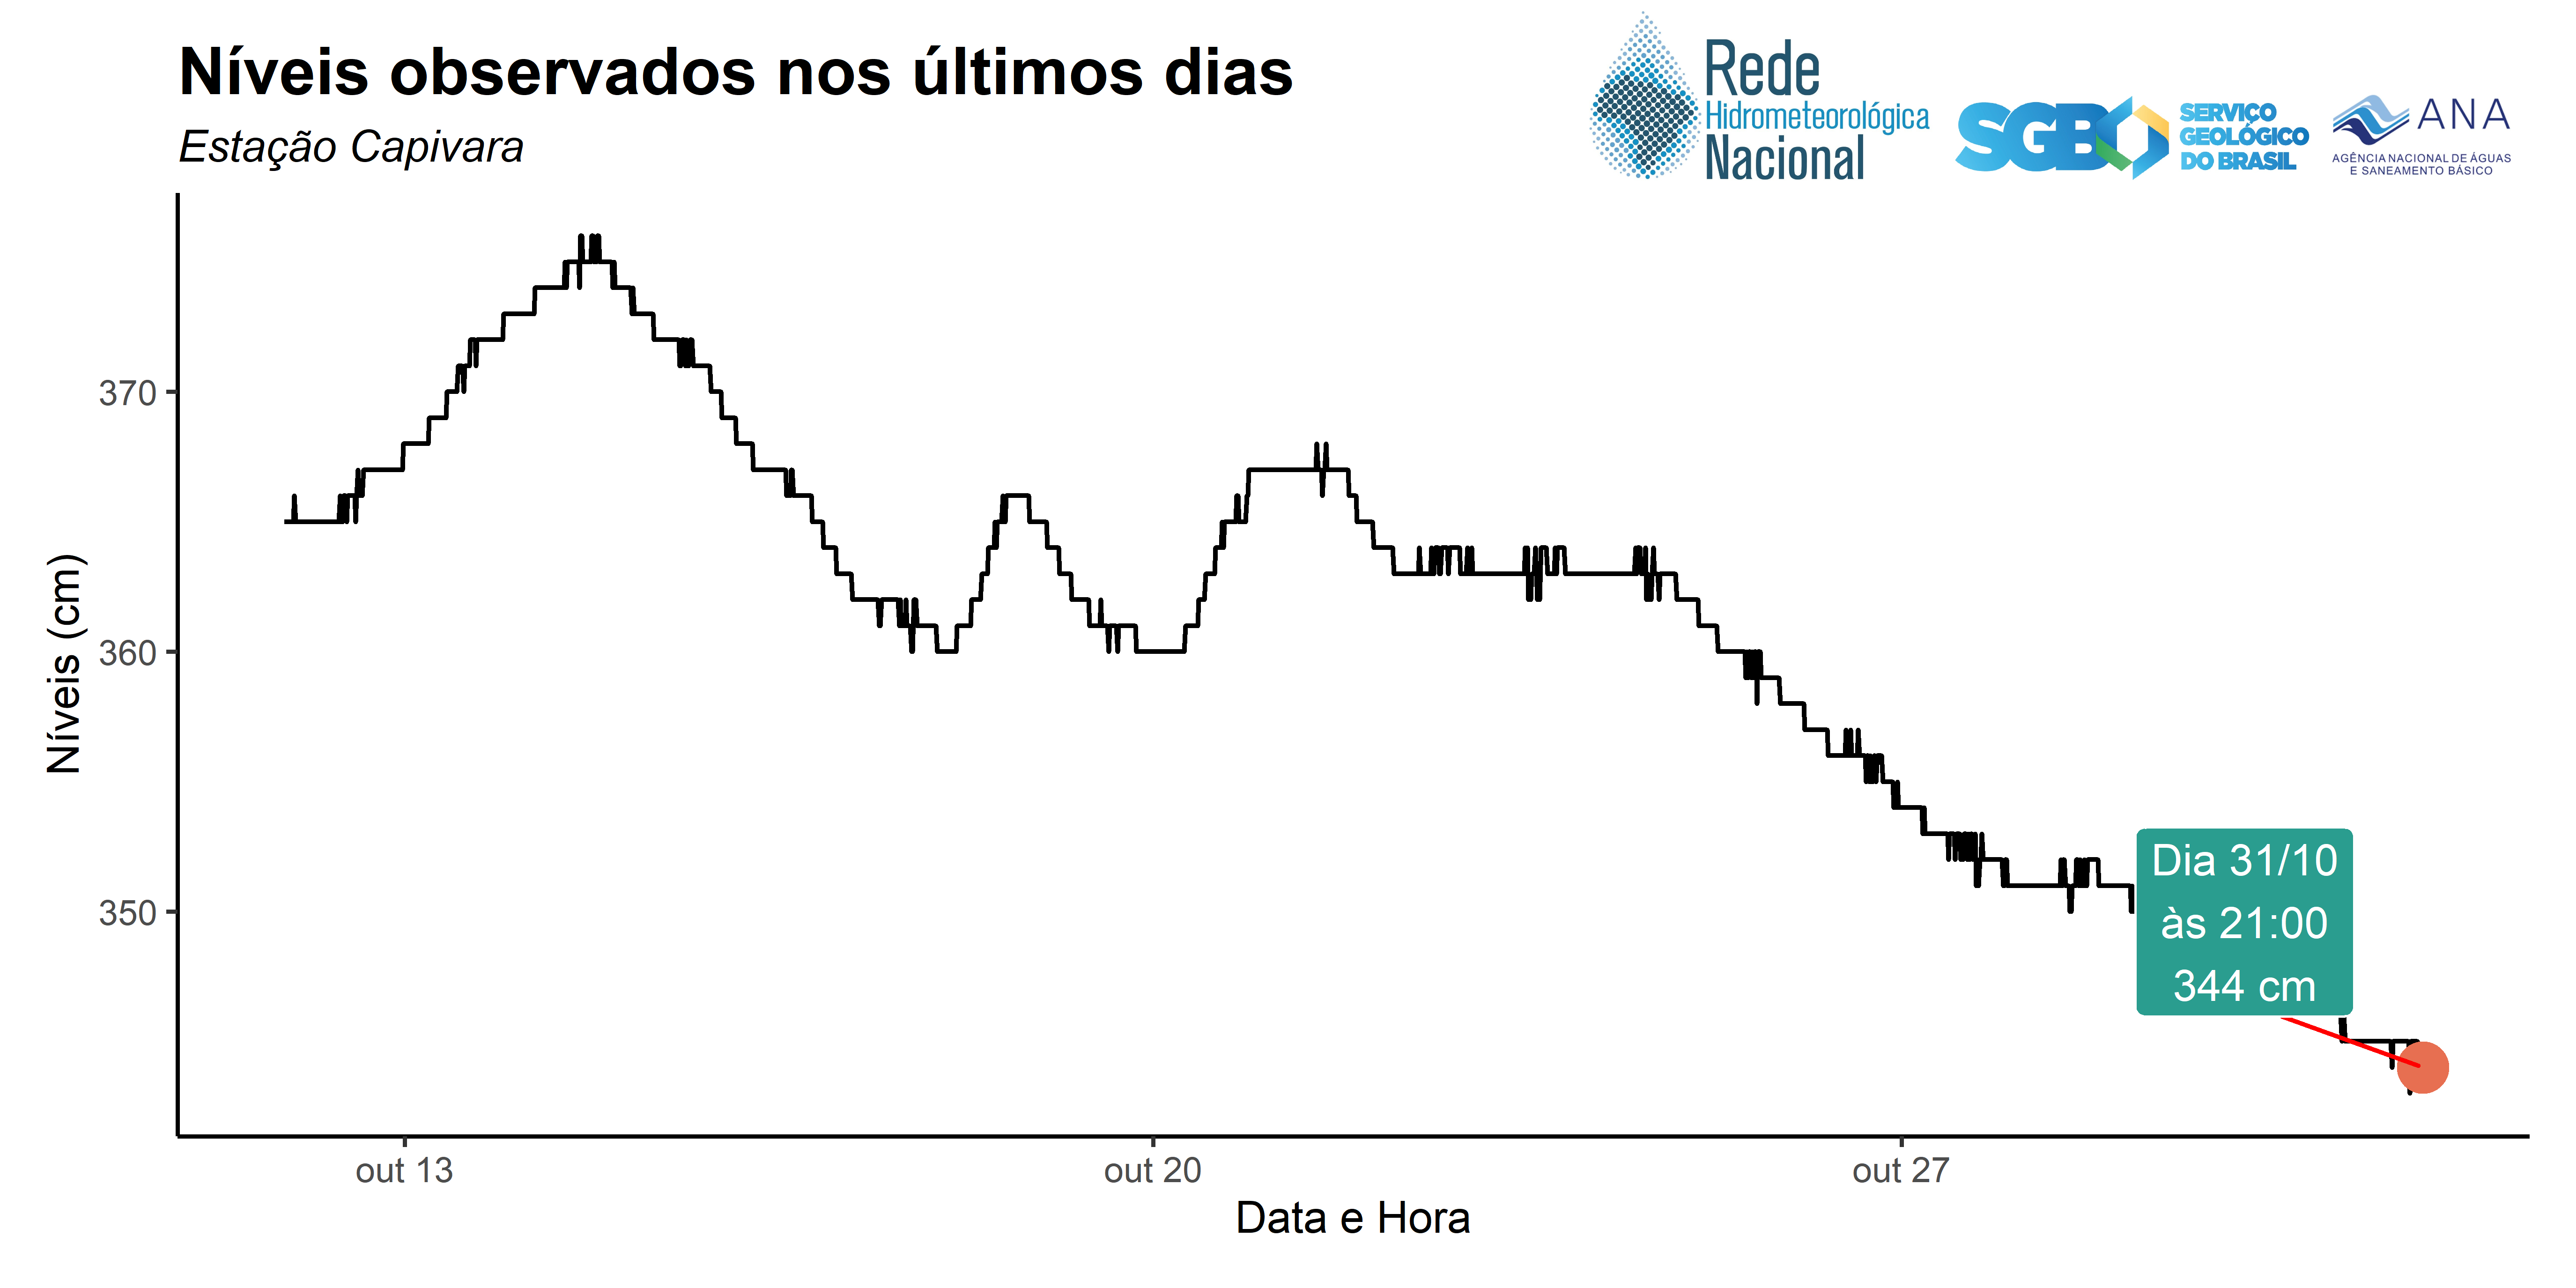 Níveis observados nos últimos dias
Estação Capivara
Rede
Hidrometeorológica
Nacional
SGB
SERVIÇO
GEOLÓGICO
DO BRASIL
ANA
AGÊNCIA NACIONAL DE ÁGUAS
E SANEAMENTO BÁSICO
Níveis (cm)
370
360
350
Dia 31/10
às 21:00
344 cm
out 13
out 20
out 27
Data e Hora